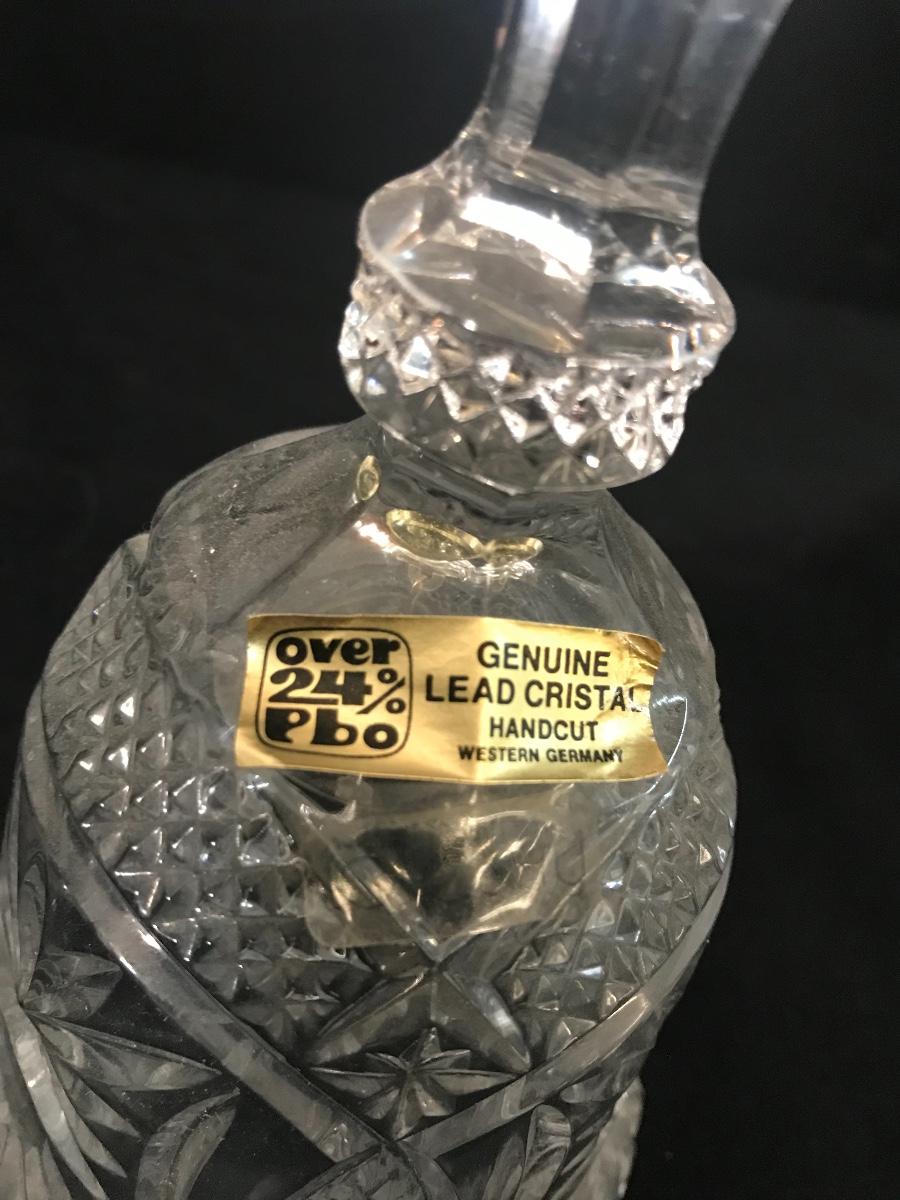 over
24%
Pbo
GENUINE
LEAD CRISTAL
HANDCUT
WESTERN GERMANY